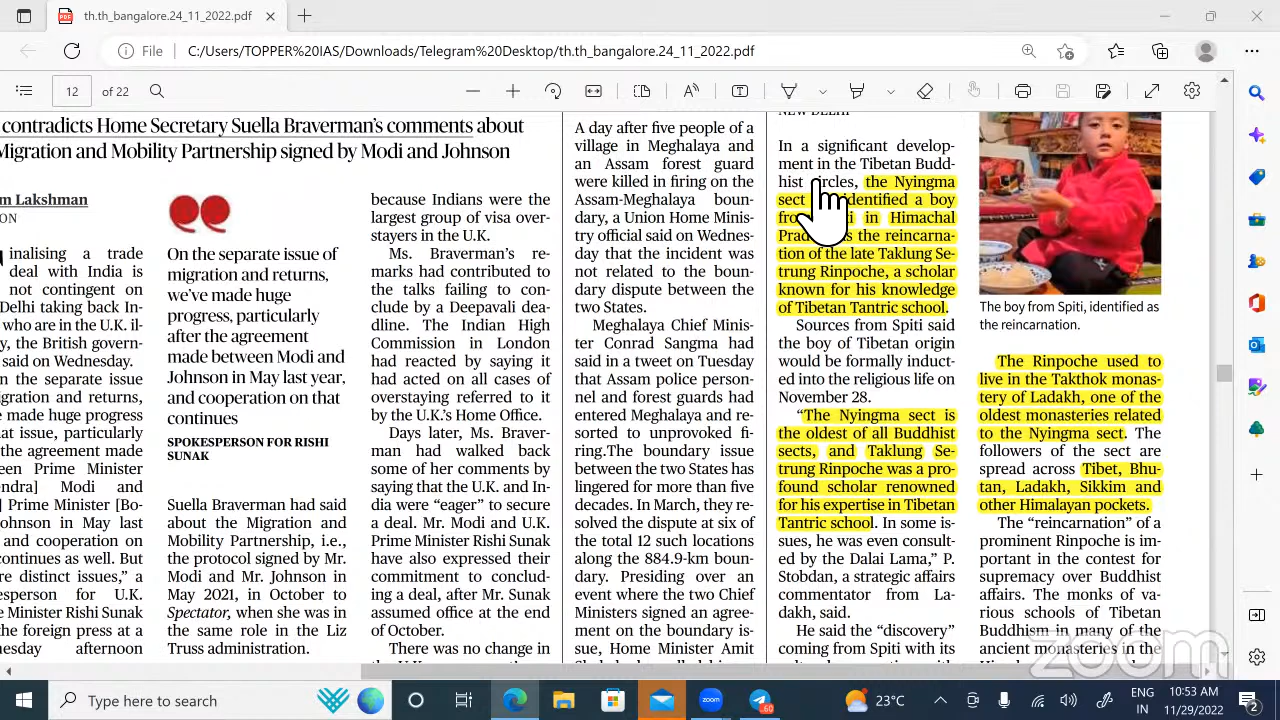 th.th_bangalore.24_11_2022.pdf
File
C:/Users/TOPPER%20IAS/Downloads/Telegram%20Desktop/th.th_bangalore.24_11_2022.pdf
12
of 22
contradicts Home Secretary Suella Braverman's comments about
Migration and Mobility Partnership signed by Modi and Johnson
m Lakshman
ON
inalising a trade
deal with India is
not contingent on
Delhi taking back In-
who are in the U.K. il-
y, the British govern-
said on Wednesday.
n the separate issue
igration and returns,
e made huge progress
at issue, particularly
the agreement made
een Prime Minister
endra] Modi and
] Prime Minister [Bo-
ohnson in May last
and cooperation on
continues as well. But
re distinct issues," a
esperson for U.K.
e Minister Rishi Sunak
the foreign press at a
uesday afternoon
On the separate issue of
migration and returns,
we've made huge
progress, particularly
after the agreement
made between Modi and
Johnson in May last year,
and cooperation on that
continues
SPOKESPERSON FOR RISHI
SUNAK
Suella Braverman had said
about the Migration and
Mobility Partnership, i.e.,
the protocol signed by Mr.
Modi and Mr. Johnson in
May 2021, in October to
Spectator, when she was in
the same role in the Liz
Truss administration.
because Indians were the
largest group of visa over-
stayers in the U.K.
Ms. Braverman's re-
marks had contributed to
the talks failing to con-
clude by a Deepavali dea-
dline. The Indian High
Commission in London
had reacted by saying it
had acted on all cases of
overstaying referred to it
by the U.K.'s Home Office.
Days later, Ms. Braver-
man had walked back
some of her comments by
saying that the U.K. and In-
dia were "eager" to secure
a deal. Mr. Modi and U.K.
Prime Minister Rishi Sunak
have also expressed their
commitment to conclud-
ing a deal, after Mr. Sunak
assumed office at the end
of October.
There was no change in
A day after five people of a
village in Meghalaya and
an Assam forest guard
were killed in firing on the
Assam-Meghalaya boun-
dary, a Union Home Minis-
try official said on Wednes-
day that the incident was
not related to the boun-
dary dispute between the
two States.
Meghalaya Chief Minis-
ter Conrad Sangma had
said in a tweet on Tuesday
that Assam police person-
nel and forest guards had
entered Meghalaya and re-
sorted to unprovoked fi-
ring.The boundary issue
between the two States has
lingered for more than five
decades. In March, they re-
solved the dispute at six of
the total 12 such locations
along the 884.9-km boun-
dary. Presiding over an
event where the two Chief
Ministers signed an agree-
ment on the boundary is-
sue, Home Minister Amit
NEW DELHI
In a significant develop-
ment in the Tibetan Budd-
hist circles, the Nyingma
sect identified a boy
in Himachal
the reincarna-
tion of the late Taklung Se-
trung Rinpoche, a scholar
known for his knowledge
of Tibetan Tantric school.
Sources from Spiti said
the boy of Tibetan origin
would be formally induct-
ed into the religious life on
November 28.
"The Nyingma sect is
the oldest of all Buddhist
sects, and Taklung Se-
trung Rinpoche was a pro-
found scholar renowned
for his expertise in Tibetan
Tantric school. In some is-
sues, he was even consult-
ed by the Dalai Lama," P.
Stobdan, a strategic affairs
commentator from La-
dakh, said.
He said the "discovery"
coming from Spiti with its
The boy from Spiti, identified as
the reincarnation.
The Rinpoche used to
live in the Takthok monas-
tery of Ladakh, one of the
oldest monasteries related
to the Nyingma sect. The
followers of the sect are
spread across Tibet, Bhu-
tan, Ladakh, Sikkim and
other Himalayan pockets.
The "reincarnation" of a
prominent Rinpoche is im-
portant in the contest for
supremacy over Buddhist
affairs. The monks of va-
rious schools of Tibetan
Buddhism in many of the
ancient monasteries in the
zoom
Type here to search
zoom
60
23°C
ENG
IN
10:53 AM
11/29/2022
2